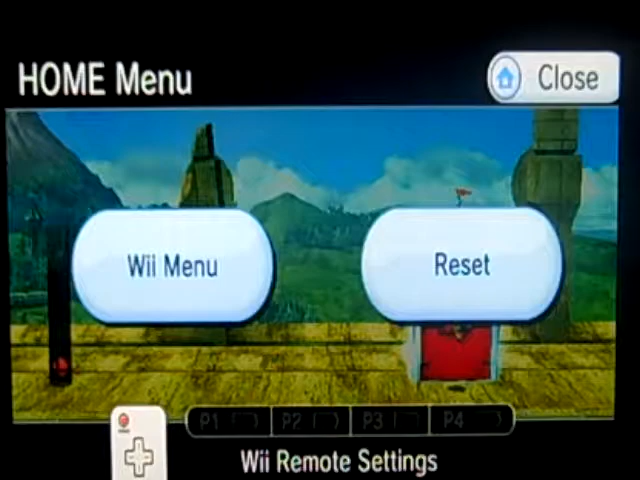 HOME Menu
Close
Wii Menu
Reset
P1
P2
P3
P4
Wii Remote Settings